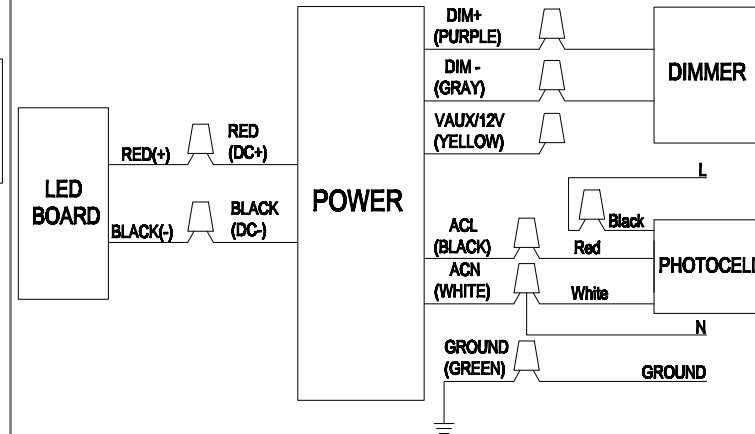 DIM+
(PURPLE)
DIM -
(GRAY)
DIMMER
VAUX/12V
(YELLOW)
RED
(DC+)
RED(+)
L
LED
BOARD
POWER
BLACK
(DC-)
BLACK(-)
Black
ACL
(BLACK)
Red
PHOTOCELL
ACN
(WHITE)
White
N
GROUND
(GREEN)
GROUND